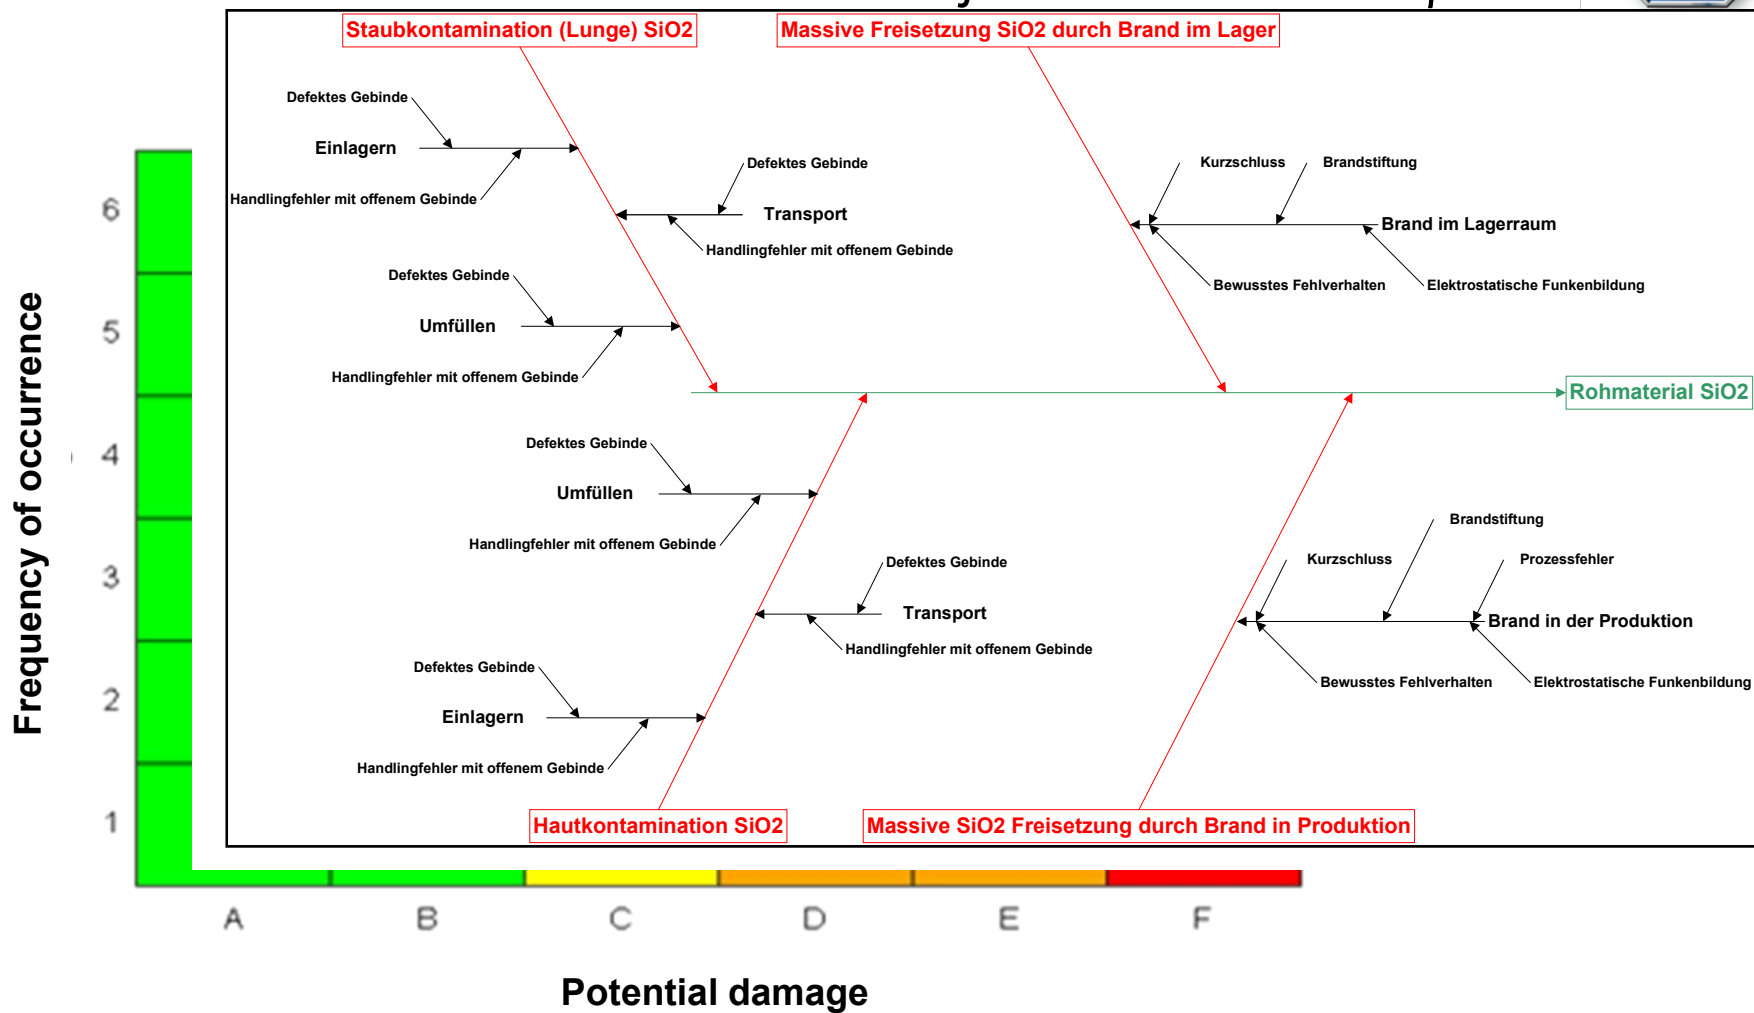 Staubkontamination (Lunge) SiO2
Massive Freisetzung SiO2 durch Brand im Lager
Defektes Gebinde
Einlagern
Handlingfehler mit offenem Gebinde
Defektes Gebinde
Transport
Handlingfehler mit offenem Gebinde
Kurzschluss
Brandstiftung
Brand im Lagerraum
Bewusstes Fehlverhalten
Elektrostatische Funkenbildung
Defektes Gebinde
Umfüllen
Handlingfehler mit offenem Gebinde
Rohmaterial SiO2
Defektes Gebinde
Umfüllen
Handlingfehler mit offenem Gebinde
Defektes Gebinde
Transport
Handlingfehler mit offenem Gebinde
Brandstiftung
Kurzschluss
Prozessfehler
Brand in der Produktion
Bewusstes Fehlverhalten
Elektrostatische Funkenbildung
Defektes Gebinde
Einlagern
Handlingfehler mit offenem Gebinde
Hautkontamination SiO2
Massive SiO2 Freisetzung durch Brand in Produktion
Frequency of occurrence
6
5
4
3
2
1
A B C D E F
Potential damage